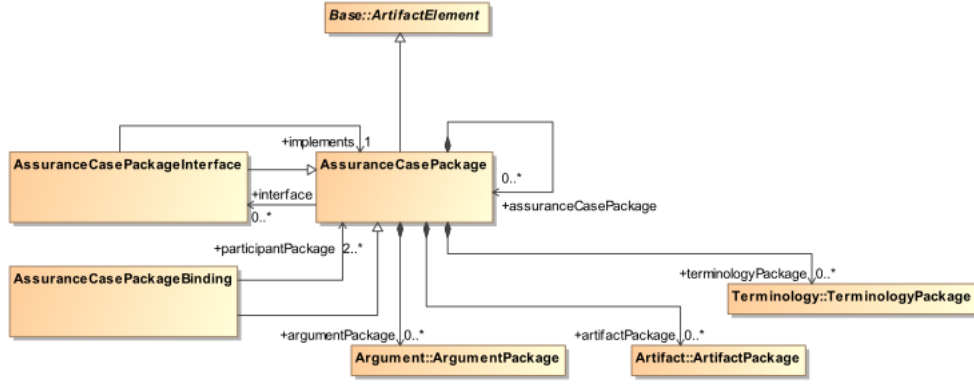 Base::ArtifactElement
+implements 1
AssuranceCasePackageInterface
AssuranceCasePackage
0..*
+interface
+assuranceCasePackage
0..*
+participantPackage 2..*
AssuranceCasePackageBinding
+terminologyPackage 0..*
Terminology::TerminologyPackage
+argumentPackage 0..*
+artifactPackage 0..*
Argument::ArgumentPackage
Artifact::ArtifactPackage